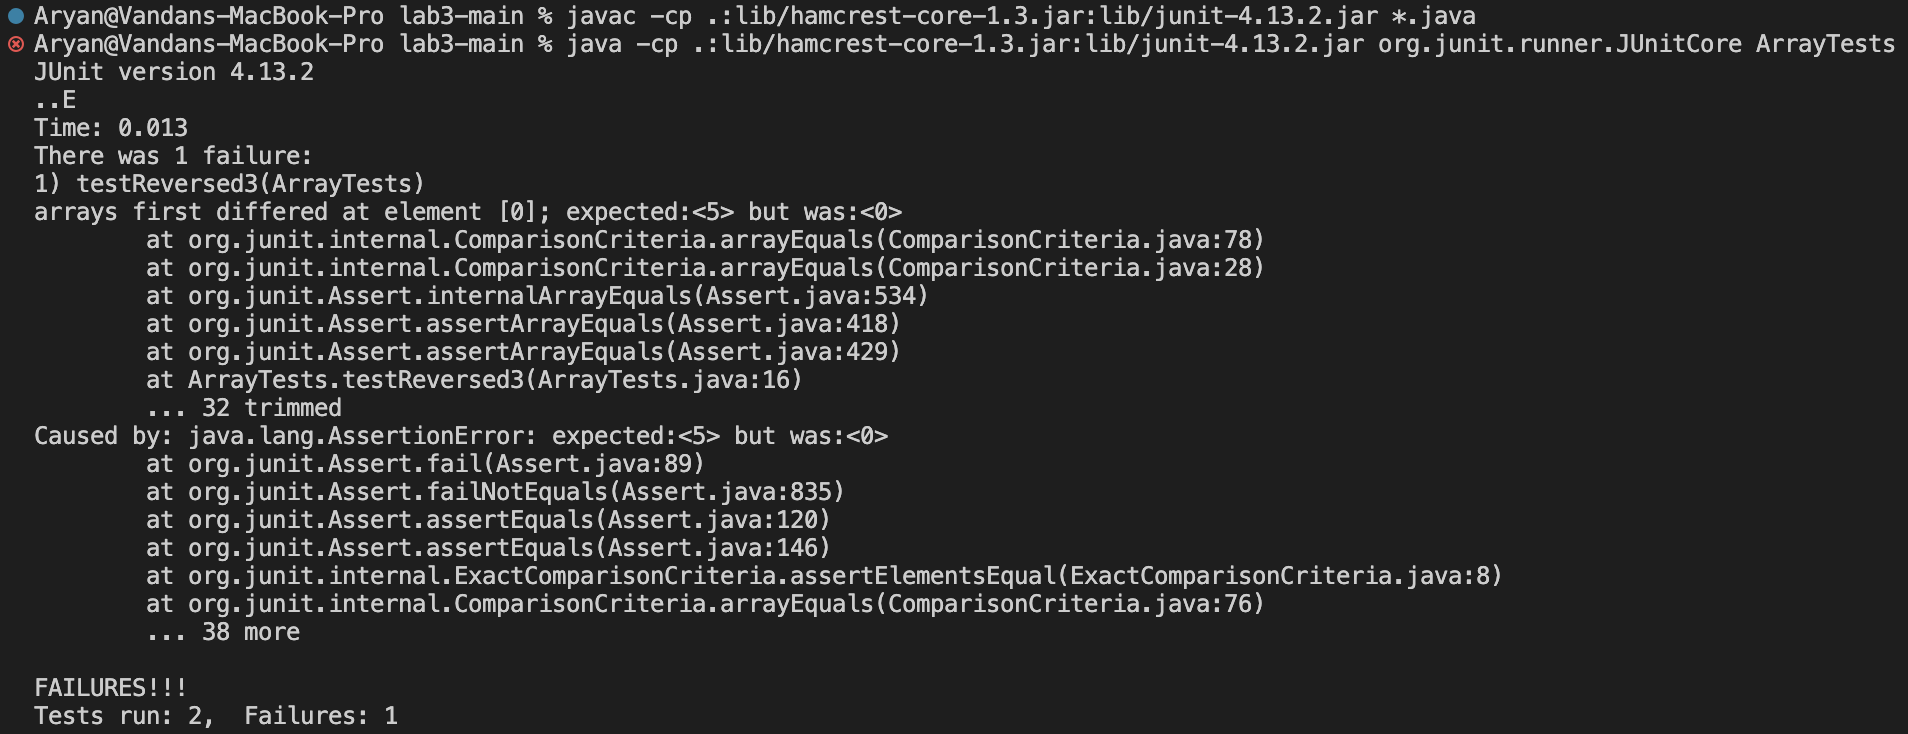 Aryan@Vandans-MacBook-Pro lab3-main % javac -cp .:lib/hamcrest-core-1.3.jar:lib/junit-4.13.2.jar *.java
Aryan@Vandans-MacBook-Pro lab3-main % java -cp .:lib/hamcrest-core-1.3.jar:lib/junit-4.13.2.jar org.junit.runner.JUnitCore ArrayTests
JUnit version 4.13.2
..E
Time: 0.013
There was 1 failure:
1) testReversed3(ArrayTests)
arrays first differed at element [0]; expected:<5> but was:<0>
        at org.junit.internal.ComparisonCriteria.arrayEquals(ComparisonCriteria.java:78)
        at org.junit.internal.ComparisonCriteria.arrayEquals(ComparisonCriteria.java:28)
        at org.junit.Assert.internalArrayEquals(Assert.java:534)
        at org.junit.Assert.assertArrayEquals(Assert.java:418)
        at org.junit.Assert.assertArrayEquals(Assert.java:429)
        at ArrayTests.testReversed3(ArrayTests.java:16)
        ... 32 trimmed
Caused by: java.lang.AssertionError: expected:<5> but was:<0>
        at org.junit.Assert.fail(Assert.java:89)
        at org.junit.Assert.failNotEquals(Assert.java:835)
        at org.junit.Assert.assertEquals(Assert.java:120)
        at org.junit.Assert.assertEquals(Assert.java:146)
        at org.junit.internal.ExactComparisonCriteria.assertElementsEqual(ExactComparisonCriteria.java:8)
        at org.junit.internal.ComparisonCriteria.arrayEquals(ComparisonCriteria.java:76)
        ... 38 more

FAILURES!!!
Tests run: 2,  Failures: 1